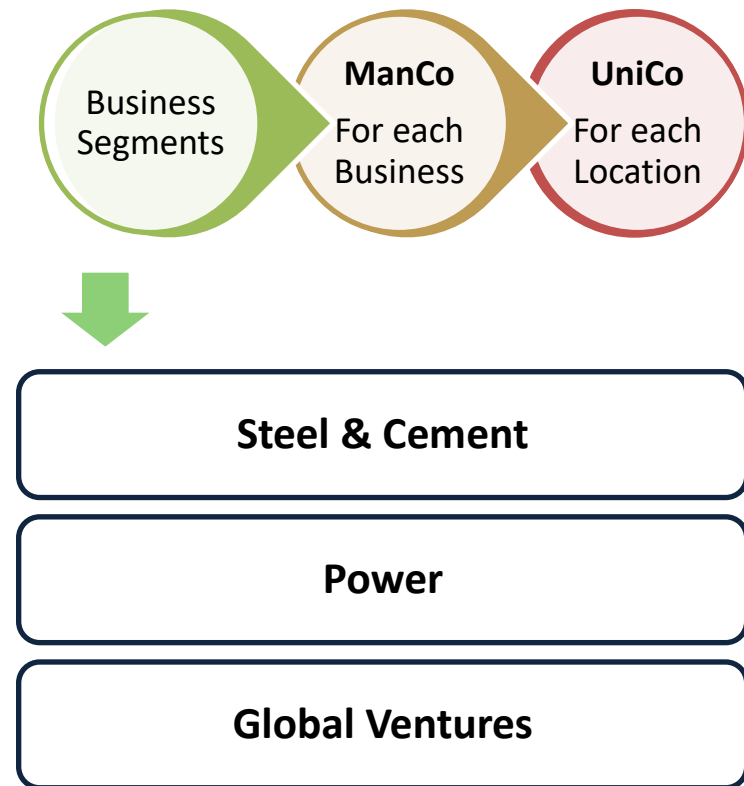 Business
Segments
ManCo
For each
Business
UniCo
For each
Location
Steel & Cement
Power
Global Ventures